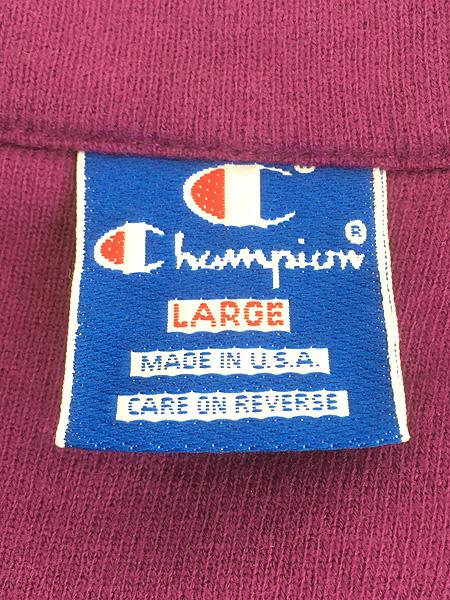 Champion®
LARGE
MADE IN U.S.A.
CARE ON REVERSE